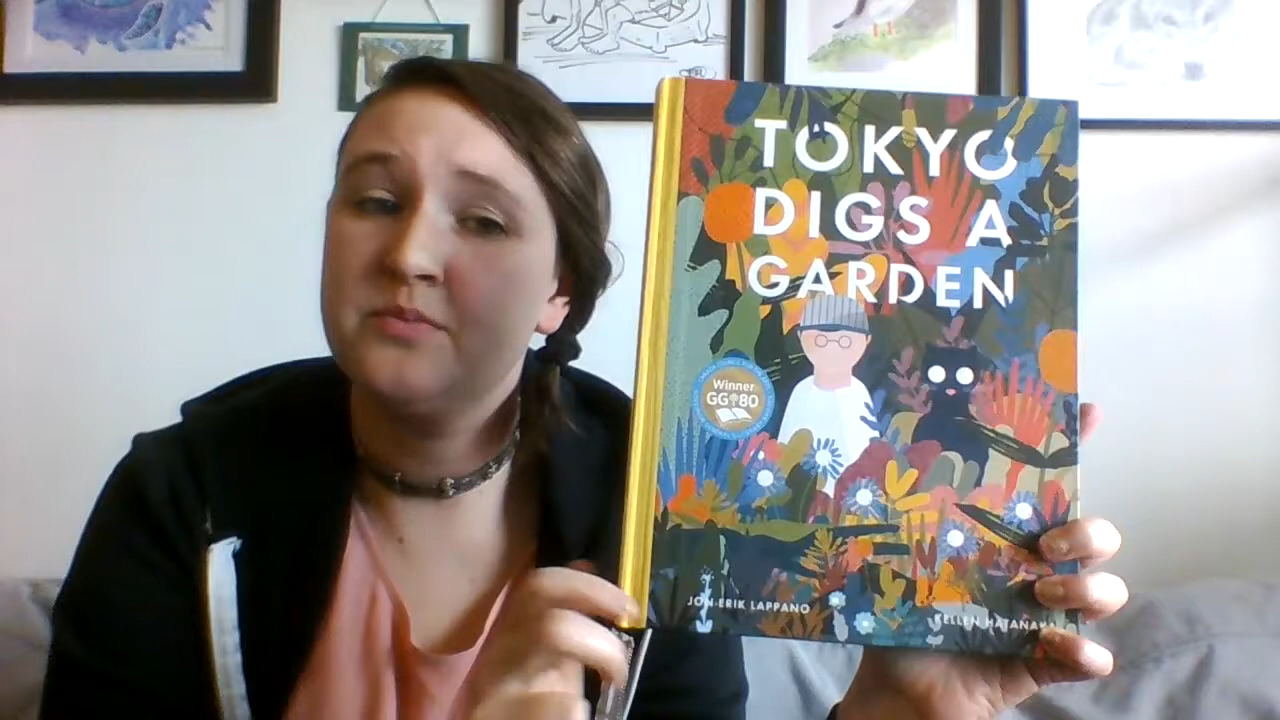 TOKYO
DIGS A
GARDEN
Winner
GG 80
JON-ERIK LAPPANO
KELLEN HATANAKA